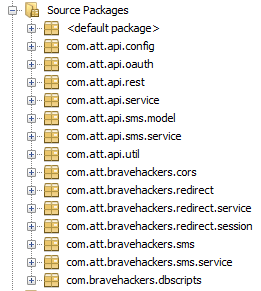 Source Packages
<default package>
com.att.api.config
com.att.api.oauth
com.att.api.rest
com.att.api.service
com.att.api.sms.model
com.att.api.sms.service
com.att.api.util
com.att.bravehackers.cors
com.att.bravehackers.redirect
com.att.bravehackers.redirect.service
com.att.bravehackers.redirect.session
com.att.bravehackers.sms
com.att.bravehackers.sms.service
com.bravehackers.dbscripts